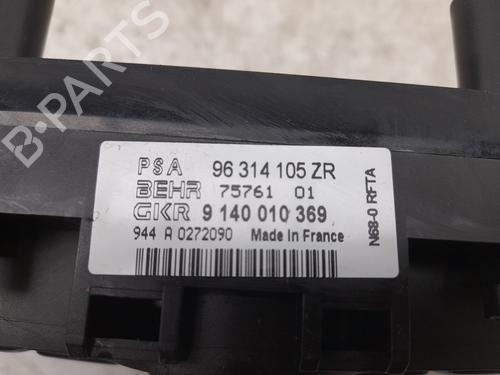 B-PARTS
PSA 96 314 105 ZR
BEHR 75761 01
GKR 9 140 010 369
944 A 0272090 Made in France
N68-0 RFTA